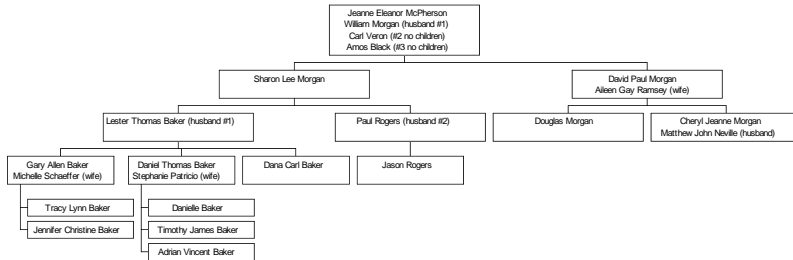 Jeanne Eleanor McPherson
William Morgan (husband #1)
Carl Veron (#2 no children)
Amos Black (#3 no children)
Sharon Lee Morgan
David Paul Morgan
Aileen Gay Ramsey (wife)
Lester Thomas Baker (husband #1)
Paul Rogers (husband #2)
Douglas Morgan
Cheryl Jeanne Morgan
Matthew John Neville (husband)
Gary Allen Baker
Michelle Schaeffer (wife)
Daniel Thomas Baker
Stephanie Patricio (wife)
Dana Carl Baker
Jason Rogers
Tracy Lynn Baker
Danielle Baker
Jennifer Christine Baker
Timothy James Baker
Adrian Vincent Baker